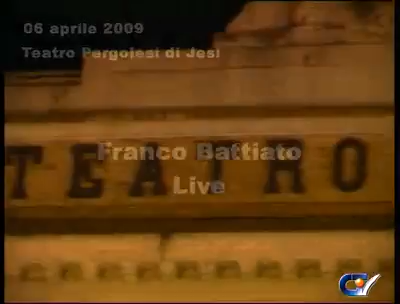 06 aprile 2009
Teatro Pergolesi di Jesi
Franco Battiato
TEATRO
Live